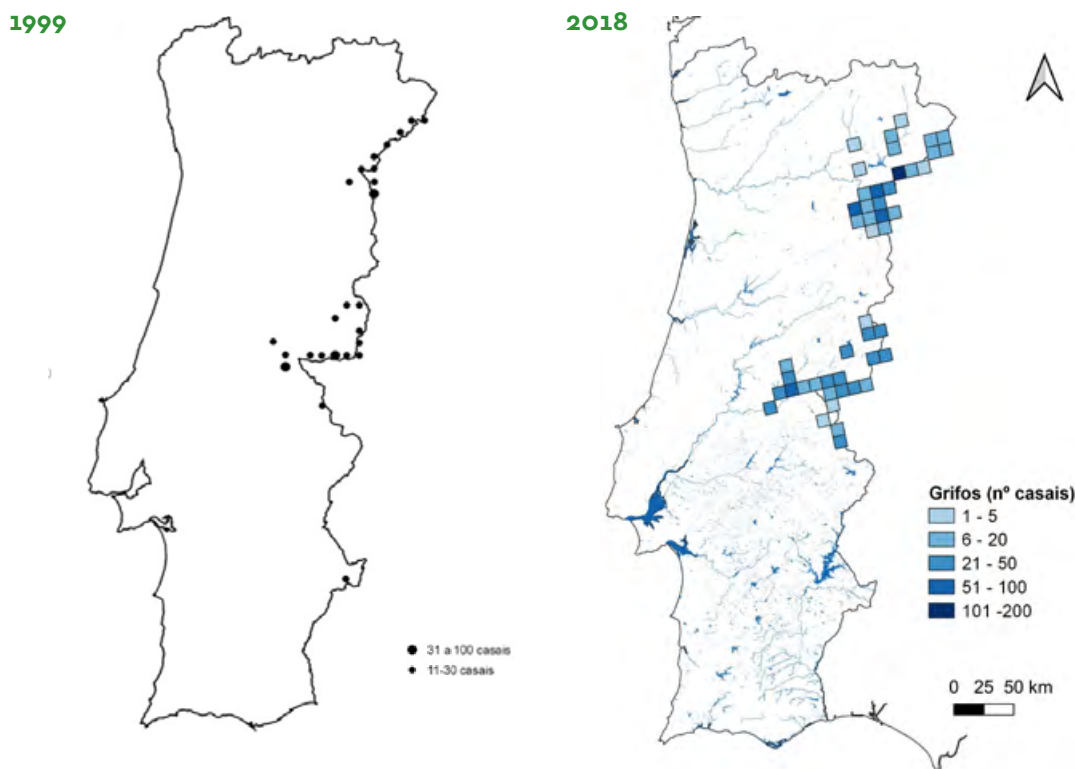 1999
2018
31 a 100 casais
11-30 casais
Grifos (nº casais)
1 - 5
6 - 20
21 - 50
51 - 100
101 -200
0 25 50 km